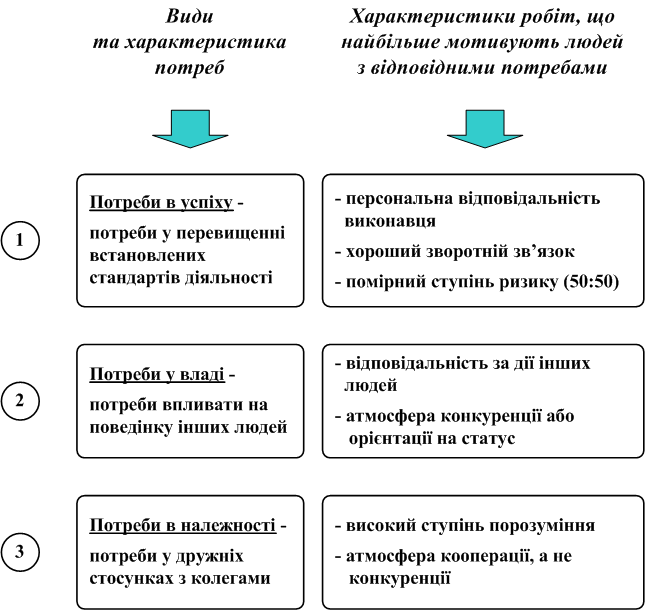 Види
та характеристика
потреб
Характеристики робіт, що
найбільше мотивують людей
з відповідними потребами
1
Потреби в успіху -
потреби у перевищенні
встановлених
стандартів діяльності
- персональна відповідальність
виконавця
- хороший зворотній зв’язок
- помірний ступінь ризику (50:50)
2
Потреби у владі -
потреби впливати на
поведінку інших людей
- відповідальність за дії інших
людей
- атмосфера конкуренції або
орієнтації на статус
3
Потреби в належності -
потреби у дружніх
стосунках з колегами
- високий ступінь порозуміння
- атмосфера кооперації, а не
конкуренції